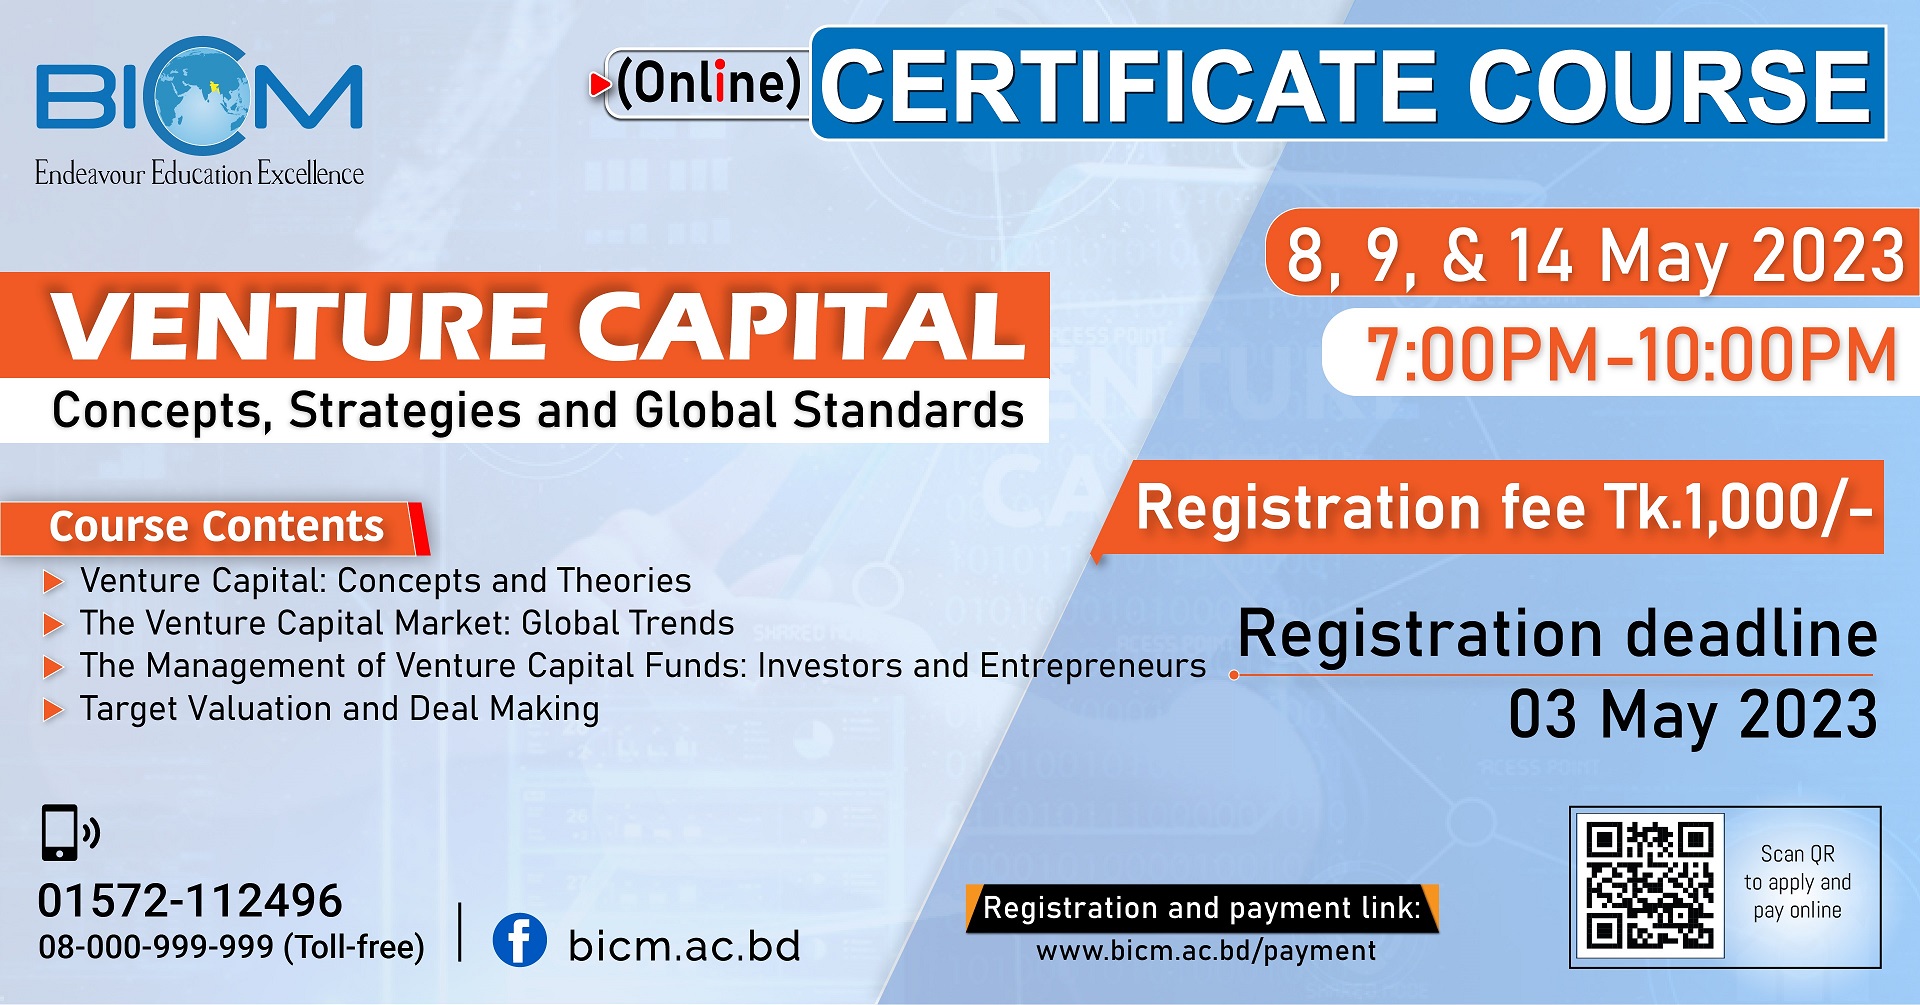 BICM
Endeavour Education Excellence
(Online) CERTIFICATE COURSE
8, 9, & 14 May 2023
7:00PM-10:00PM
VENTURE CAPITAL
Concepts, Strategies and Global Standards
Registration fee Tk.1,000/-
Registration deadline
03 May 2023
Course Contents
Venture Capital: Concepts and Theories
The Venture Capital Market: Global Trends
The Management of Venture Capital Funds: Investors and Entrepreneurs
Target Valuation and Deal Making
01572-112496
08-000-999-999 (Toll-free)
bicm.ac.bd
Registration and payment link:
www.bicm.ac.bd/payment
Scan QR
to apply and
pay online